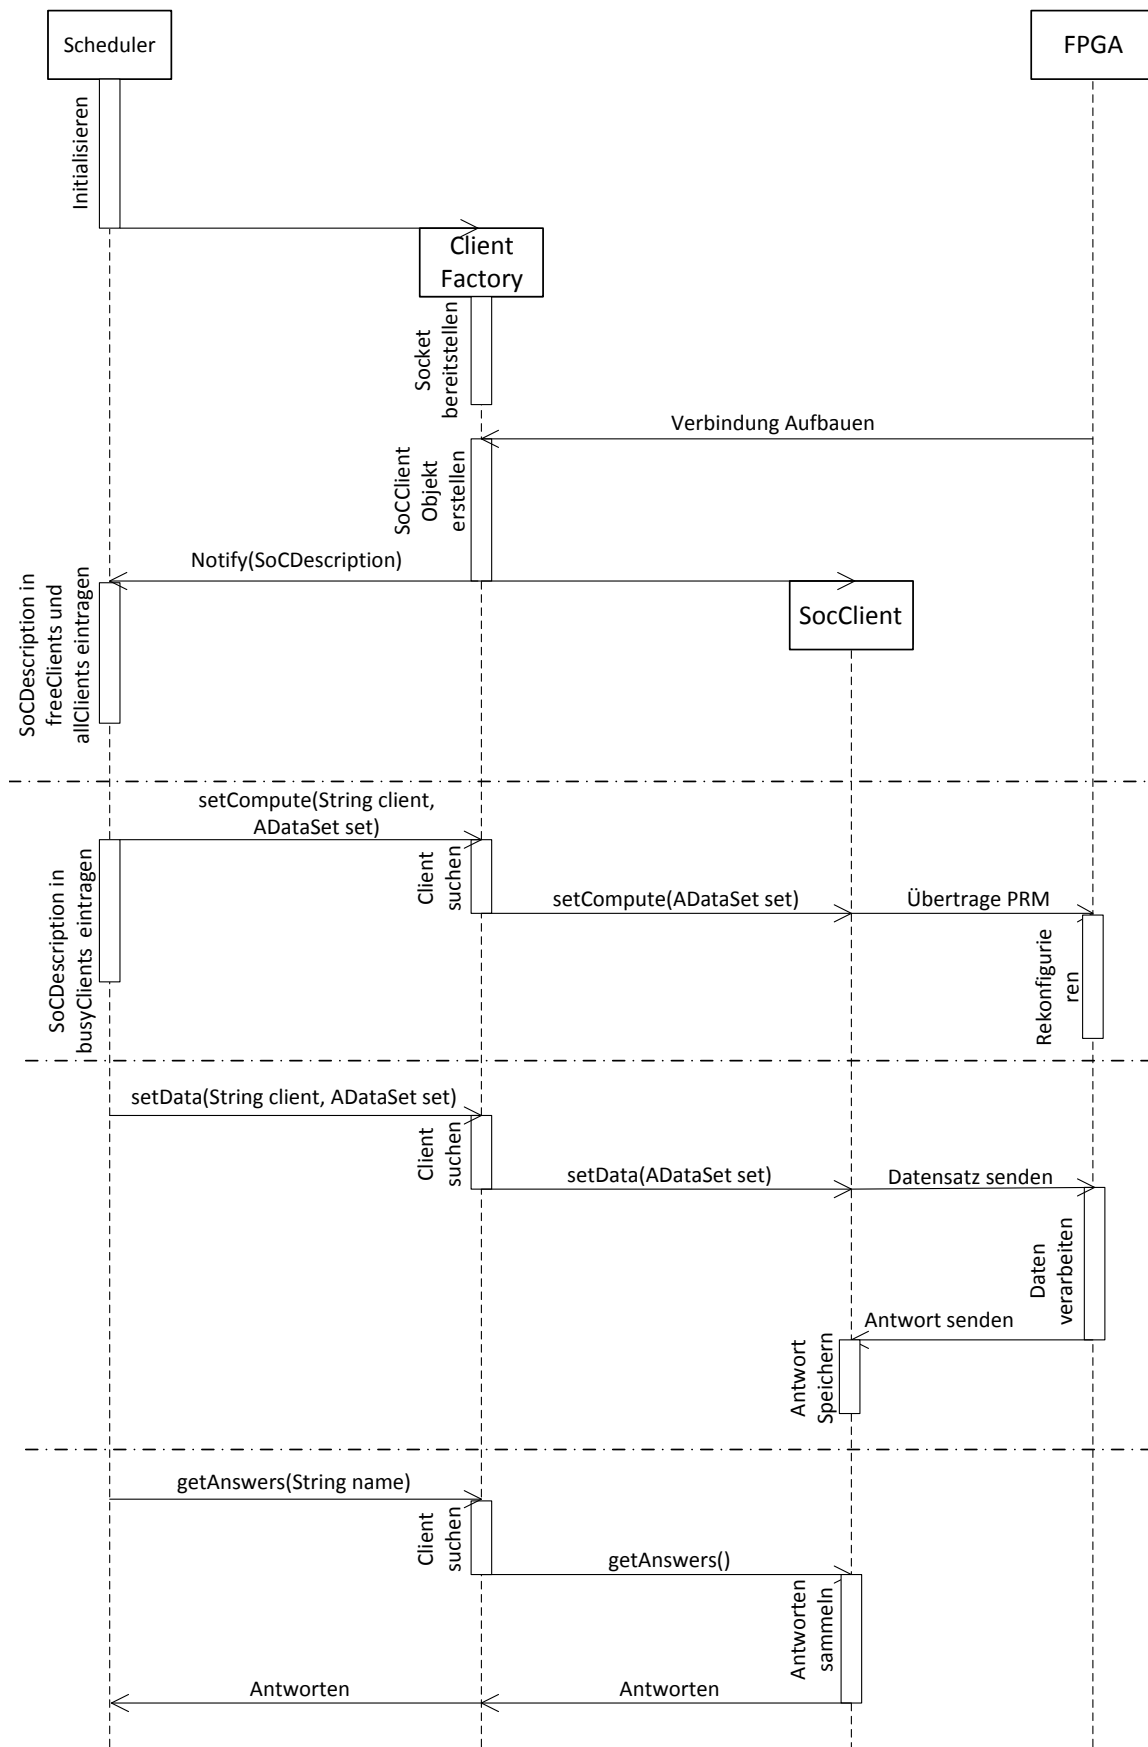 Scheduler
FPGA
Initialisieren
Client
Factory
Socket
bereitstellen
Verbindung Aufbauen
SoCClient
Objekt
erstellen
Notify(SoCDescription)
SocClient
SoCDescription in
freeClients und
allClients eintragen
setCompute(String client,
ADataSet set)
Client
suchen
SoCDescription in
busyClients eintragen
setCompute(ADataSet set)
Übertrage PRM
Rekonfigurie
ren
setData(String client, ADataSet set)
Client
suchen
setData(ADataSet set)
Datensatz senden
Daten
verarbeiten
Antwort senden
Antwort
Speichern
getAnswers(String name)
Client
suchen
getAnswers()
Antworten
sammeln
Antworten
Antworten